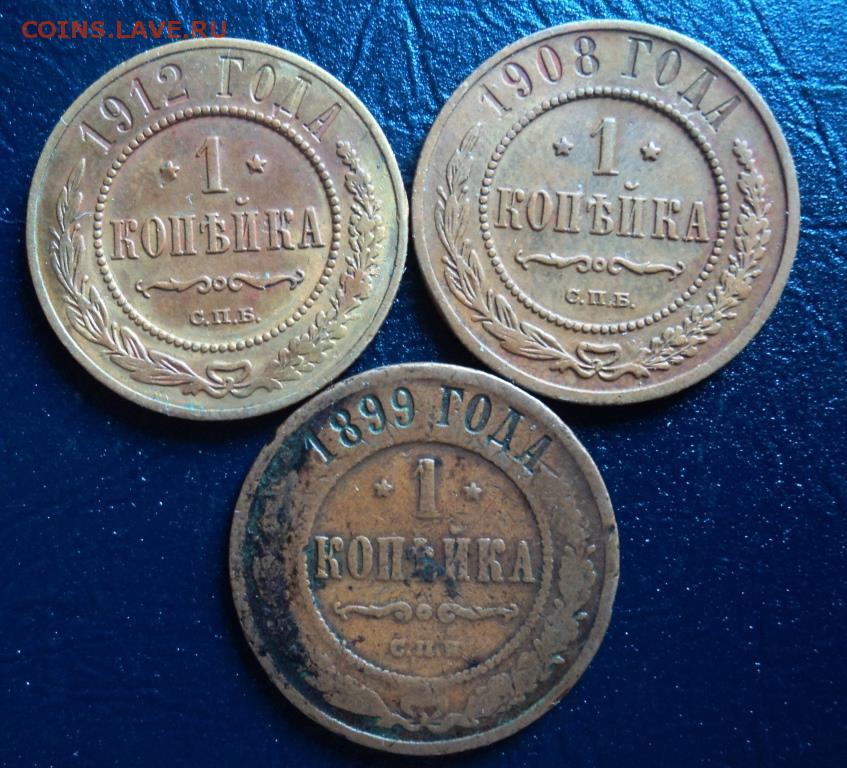 COINS.LAVE.RU
1912 ГОДА
1
КОПѢЙКА
С.П.Б.
1908 ГОДА
1
КОПѢЙКА
С.П.Б.
1899 ГОДА
1
КОПѢЙКА
С.П.Б.